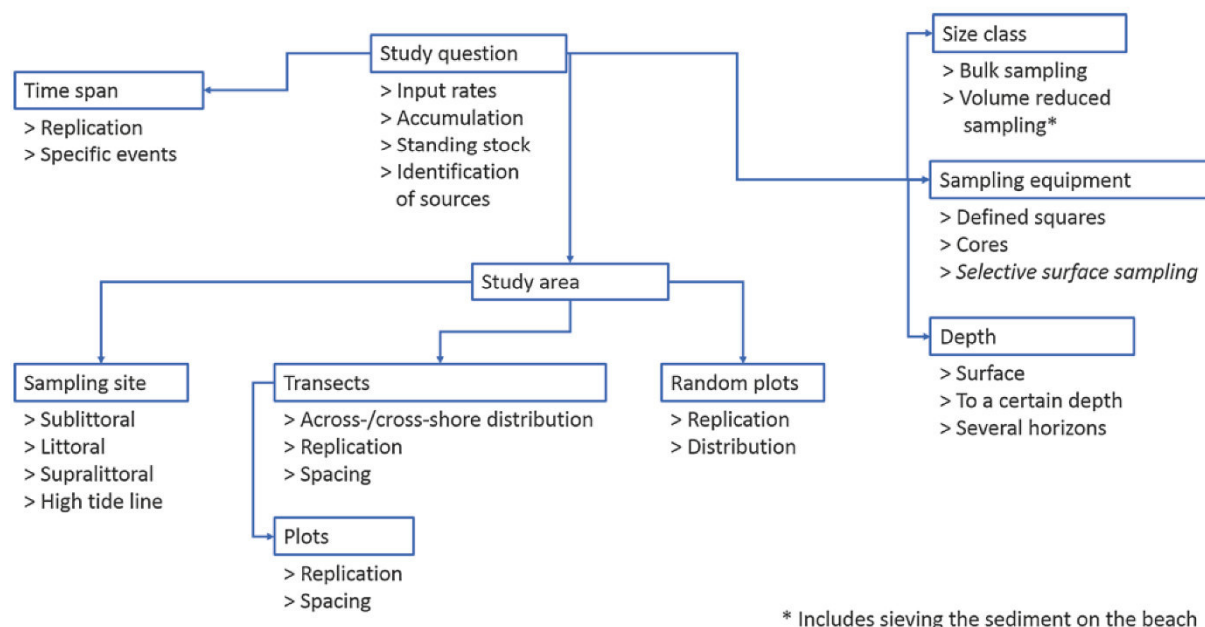 Study question
> Input rates
> Accumulation
> Standing stock
> Identification
of sources
Time span
> Replication
> Specific events
Size class
> Bulk sampling
> Volume reduced
sampling*
Sampling equipment
> Defined squares
> Cores
> Selective surface sampling
Depth
> Surface
> To a certain depth
> Several horizons
Study area
Sampling site
> Sublittoral
> Littoral
> Supralittoral
> High tide line
Transects
> Across-/cross-shore distribution
> Replication
> Spacing
Random plots
> Replication
> Distribution
Plots
> Replication
> Spacing
* Includes sieving the sediment on the beach